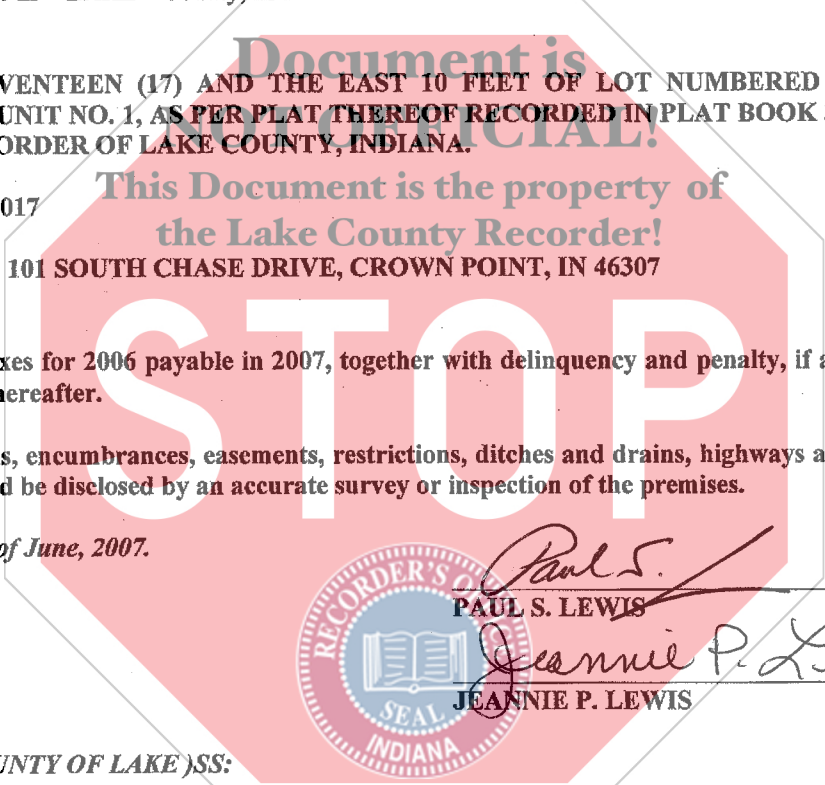 Document is
VENTEEN (17) AND THE EAST 10 FEET OF LOT NUMBERED
UNIT NO. 1, AS PER PLAT THEREOF RECORDED IN PLAT BOOK
NOT OFFICIAL!
ORDER OF LAKE COUNTY, INDIANA.
This Document is the property of
017
the Lake County Recorder!
101 SOUTH CHASE DRIVE, CROWN POINT, IN 46307
STOP
xes for 2006 payable in 2007, together with delinquency and penalty, if a
hereafter.
s, encumbrances, easements, restrictions, ditches and drains, highways a
d be disclosed by an accurate survey or inspection of the premises.
of June, 2007.
Paul S.
PAUL S. LEWIS
Jeannie P. L
JEANNIE P. LEWIS
RECORDER'S OFFICE
SEAL
INDIANA
UNTY OF LAKE )SS: